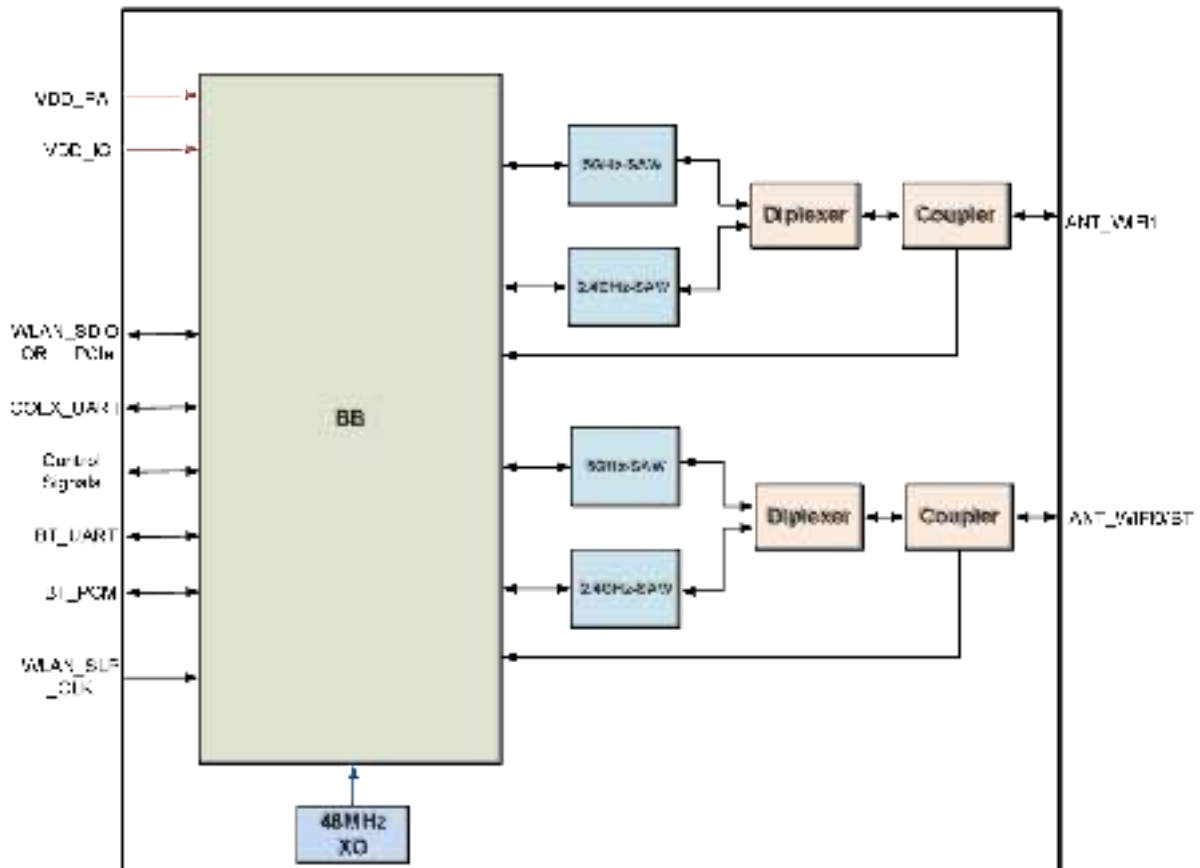 VDD_PA
VDD_IO
WLAN_SDIO
OR PCIe
COEX_UART
Control
Signals
BT_UART
BT_PCM
WLAN_SLP
_CLK
BB
48MHz
XO
5GHz-SAW
2.4GHz-SAW
Diplexer
Coupler
ANT_WIFI1
5GHz-SAW
2.4GHz-SAW
Diplexer
Coupler
ANT_WIFI0/BT